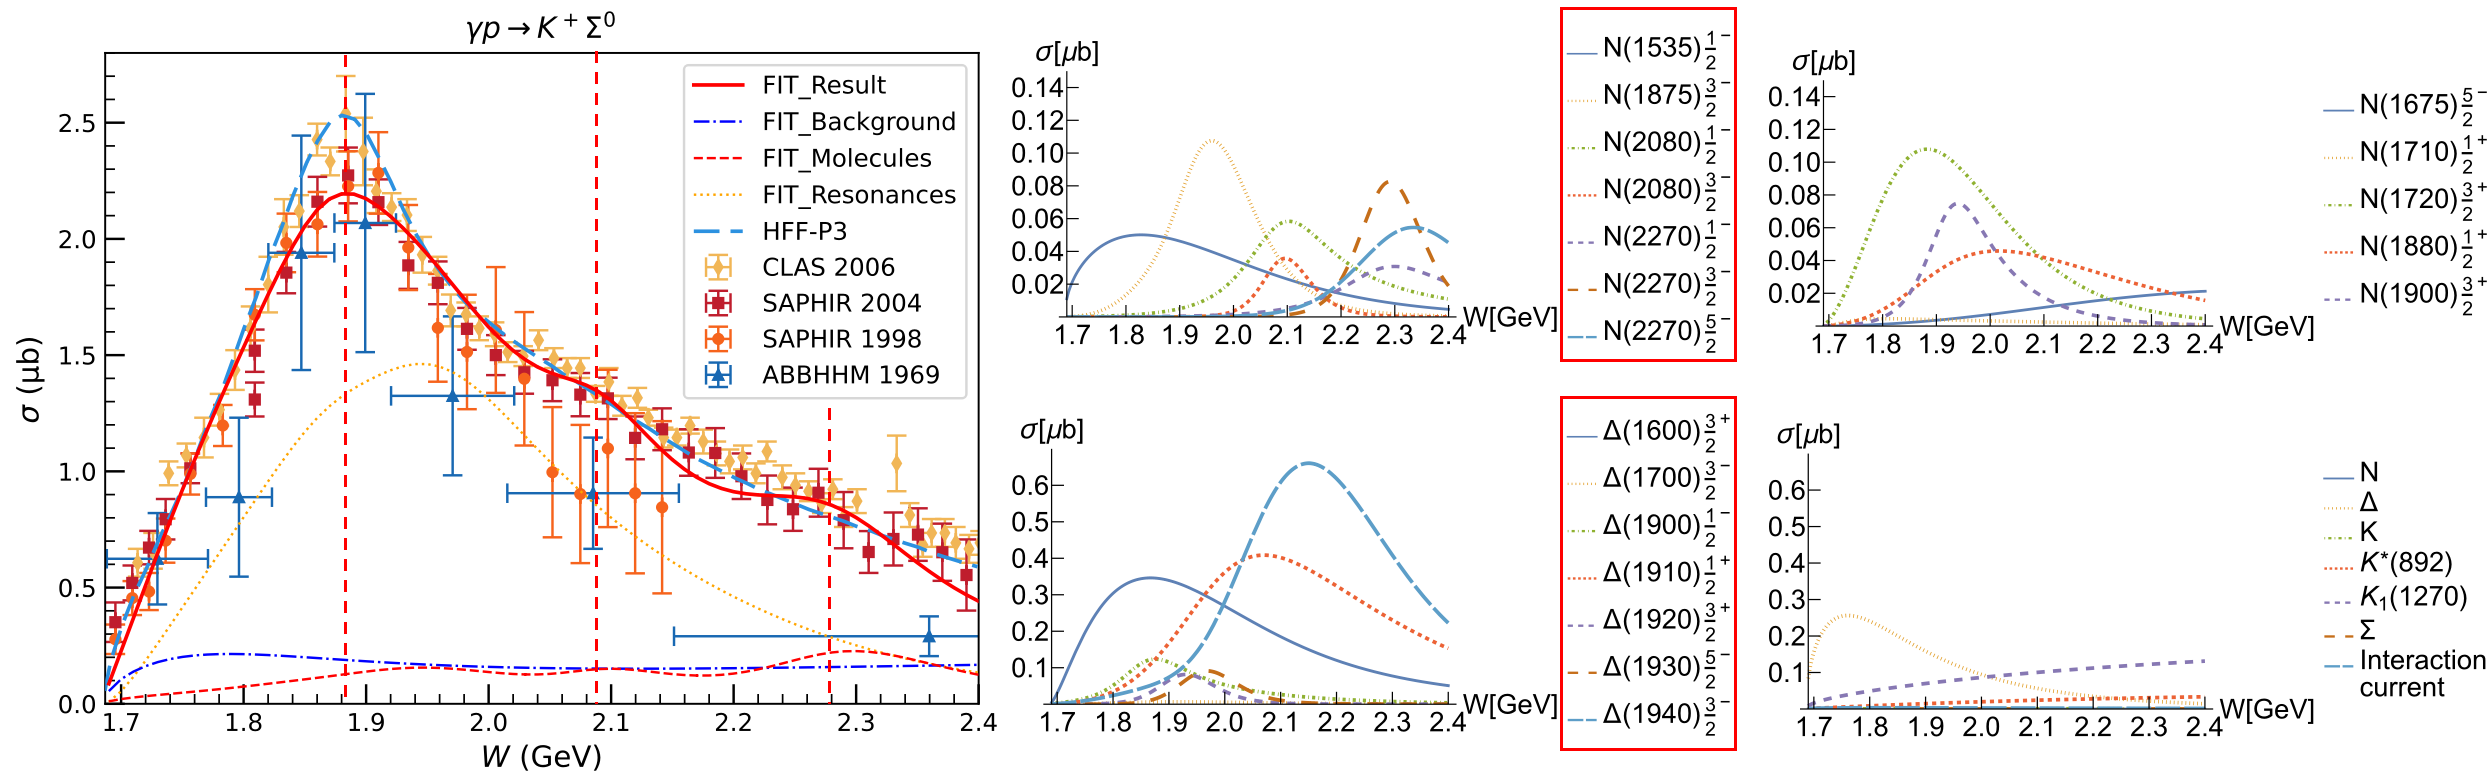 γp → K⁺ Σ⁰
σ (μb)
2.5
2.0
1.5
1.0
0.5
0.0
1.7 1.8 1.9 2.0 2.1 2.2 2.3 2.4
W (GeV)
FIT_Result
FIT_Background
FIT_Molecules
FIT_Resonances
HFF-P3
CLAS 2006
SAPHIR 2004
SAPHIR 1998
ABBHHM 1969
σ[μb]
0.14
0.12
0.10
0.08
0.06
0.04
0.02
1.7 1.8 1.9 2.0 2.1 2.2 2.3 2.4
W[GeV]
N(1535) 1/2⁻
N(1875) 3/2⁻
N(2080) 1/2⁻
N(2080) 3/2⁻
N(2270) 1/2⁻
N(2270) 3/2⁻
N(2270) 5/2⁻
σ[μb]
0.14
0.12
0.10
0.08
0.06
0.04
0.02
1.7 1.8 1.9 2.0 2.1 2.2 2.3 2.4
W[GeV]
N(1675) 5/2⁻
N(1710) 1/2⁺
N(1720) 3/2⁺
N(1880) 1/2⁺
N(1900) 3/2⁺
σ[μb]
0.6
0.5
0.4
0.3
0.2
0.1
1.7 1.8 1.9 2.0 2.1 2.2 2.3 2.4
W[GeV]
Δ(1600) 3/2⁺
Δ(1700) 3/2⁻
Δ(1900) 1/2⁻
Δ(1910) 1/2⁺
Δ(1920) 3/2⁺
Δ(1930) 5/2⁻
Δ(1940) 3/2⁻
σ[μb]
0.6
0.5
0.4
0.3
0.2
0.1
1.7 1.8 1.9 2.0 2.1 2.2 2.3 2.4
W[GeV]
N
Δ
K
K*(892)
K₁(1270)
Σ
Interaction
current